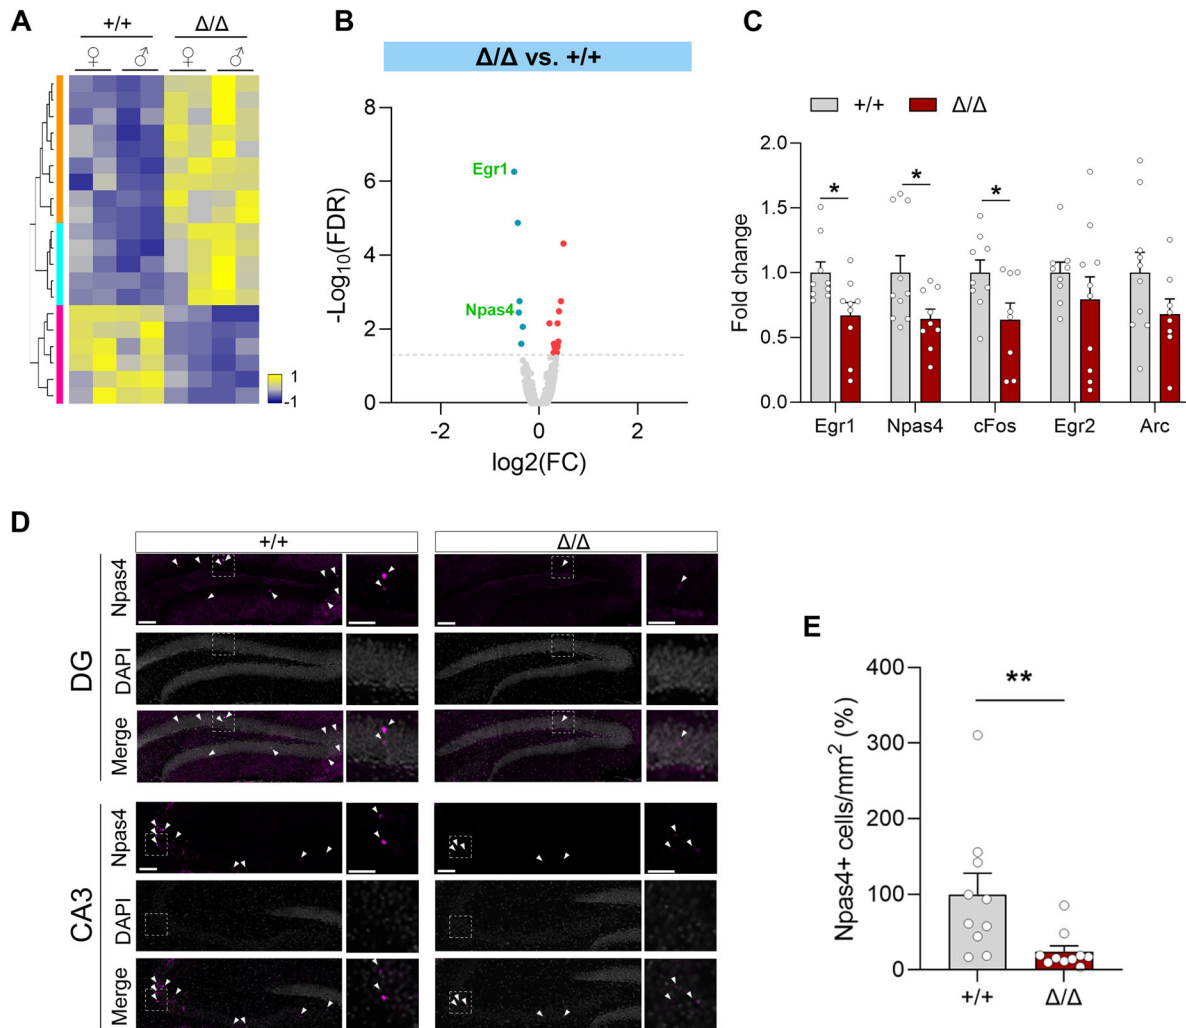 A
+/+
Δ/Δ
♀
♂
♀
♂
1
-1
B
Δ/Δ vs. +/+
8
6
4
2
0
-Log10(FDR)
Egr1
Npas4
-2
0
2
log2(FC)
C
+/+
Δ/Δ
2.0
1.5
1.0
0.5
0.0
Fold change
*
*
*
Egr1
Npas4
cFos
Egr2
Arc
D
+/+
Δ/Δ
DG
Npas4
DAPI
Merge
CA3
Npas4
DAPI
Merge
E
400
300
200
100
0
Npas4+ cells/mm² (%)
**
+/+
Δ/Δ